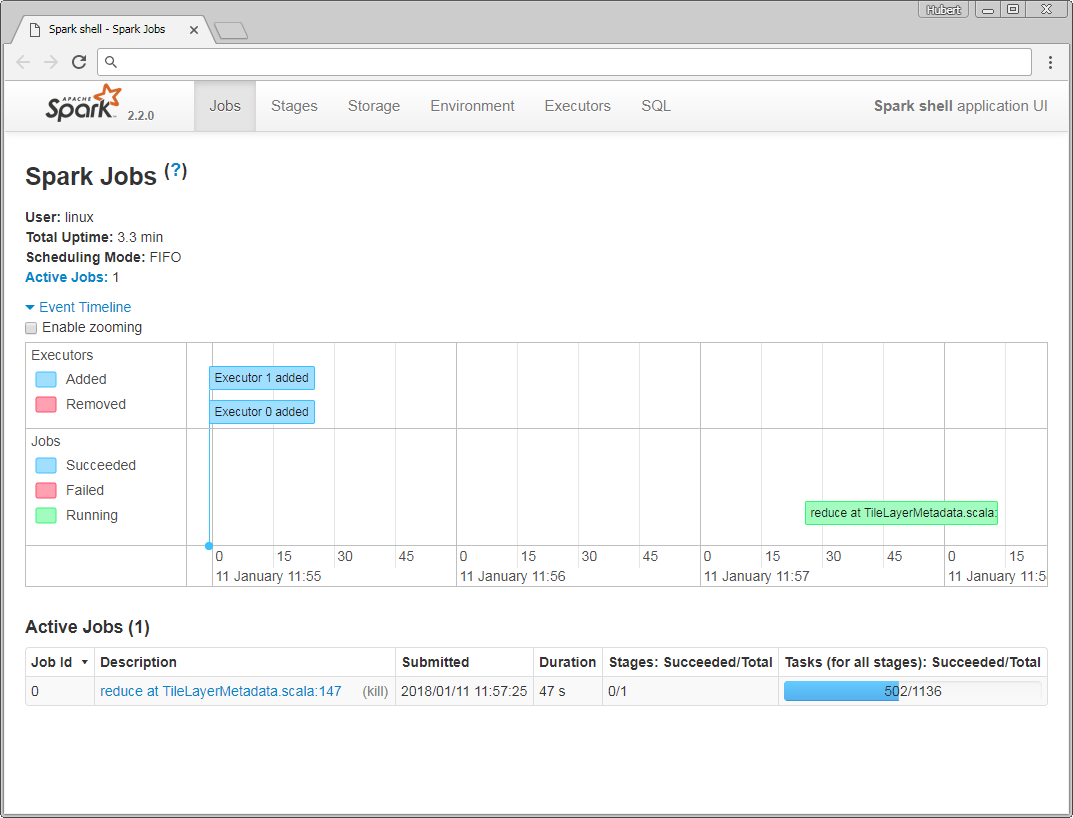 Hubert
Spark shell - Spark Jobs
APACHE
Spark™ 2.2.0 Jobs Stages Storage Environment Executors SQL Spark shell application UI
Spark Jobs (?)
User: linux
Total Uptime: 3.3 min
Scheduling Mode: FIFO
Active Jobs: 1
Event Timeline
Enable zooming
Executors
Added
Removed
Executor 1 added
Executor 0 added
Jobs
Succeeded
Failed
Running
reduce at TileLayerMetadata.scala:
0 15 30 45 0 15 30 45 0 15 30 45 0 15
11 January 11:55 11 January 11:56 11 January 11:57 11 January 11:5
Active Jobs (1)
Job Id Description Submitted Duration Stages: Succeeded/Total Tasks (for all stages): Succeeded/Total
0 reduce at TileLayerMetadata.scala:147 (kill) 2018/01/11 11:57:25 47 s 0/1 502/1136